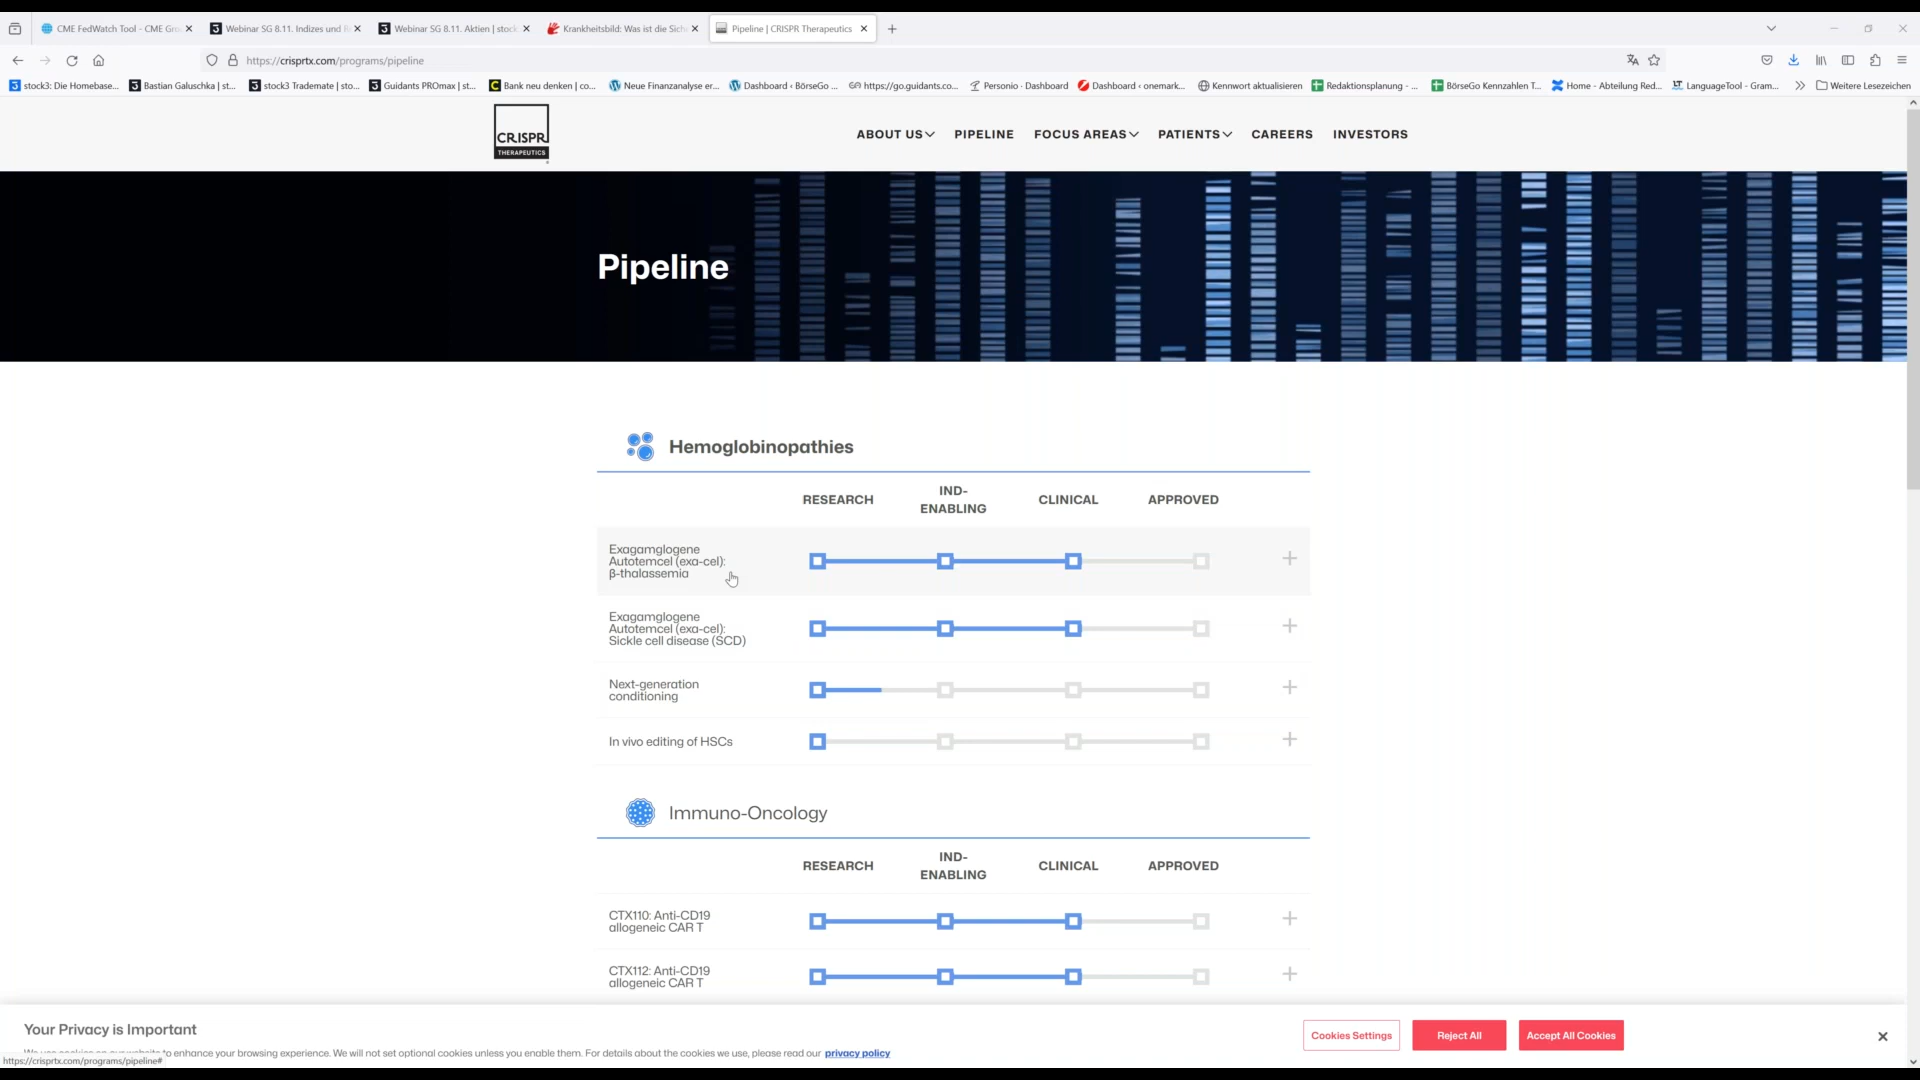 CME FedWatch Tool - CME Gro
Webinar SG 8.11. Indizes und R
Webinar SG 8.11. Aktien | stock
Krankheitsbild: Was ist die Sich
Pipeline | CRISPR Therapeutics
https://crisprtx.com/programs/pipeline
stock3: Die Homebase...
Bastian Galuschka | st...
stock3 Trademate | sto...
Guidants PROmax | st...
Bank neu denken | co...
Neue Finanzanalyse er...
Dashboard ‹ BörseGo ...
https://go.guidants.co...
Personio · Dashboard
Dashboard ‹ onemark...
Kennwort aktualisieren
Redaktionsplanung - ...
BörseGo Kennzahlen T...
Home - Abteilung Red...
LanguageTool - Gram...
Weitere Lesezeichen
CRISPR
THERAPEUTICS
ABOUT US
PIPELINE
FOCUS AREAS
PATIENTS
CAREERS
INVESTORS
Pipeline
Hemoglobinopathies
RESEARCH
IND-
ENABLING
CLINICAL
APPROVED
Exagamglogene
Autotemcel (exa-cel):
β-thalassemia
Exagamglogene
Autotemcel (exa-cel):
Sickle cell disease (SCD)
Next-generation
conditioning
In vivo editing of HSCs
Immuno-Oncology
RESEARCH
IND-
ENABLING
CLINICAL
APPROVED
CTX110: Anti-CD19
allogeneic CAR T
CTX112: Anti-CD19
allogeneic CAR T
Your Privacy is Important
to enhance your browsing experience. We will not set optional cookies unless you enable them. For details about the cookies we use, please read our privacy policy
https://crisprtx.com/programs/pipeline#
Cookies Settings
Reject All
Accept All Cookies